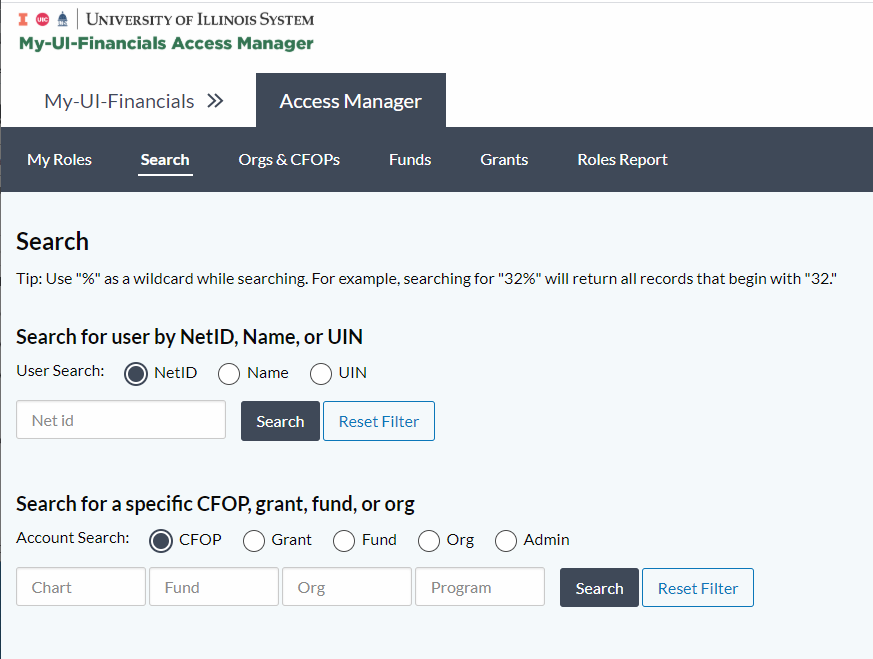 UIC
UNIVERSITY OF ILLINOIS SYSTEM
My-UI-Financials Access Manager
My-UI-Financials >> Access Manager
My Roles Search Orgs & CFOPs Funds Grants Roles Report
Search
Tip: Use "%" as a wildcard while searching. For example, searching for "32%" will return all records that begin with "32."
Search for user by NetID, Name, or UIN
User Search: NetID Name UIN
Net id Search Reset Filter
Search for a specific CFOP, grant, fund, or org
Account Search: CFOP Grant Fund Org Admin
Chart Fund Org Program Search Reset Filter